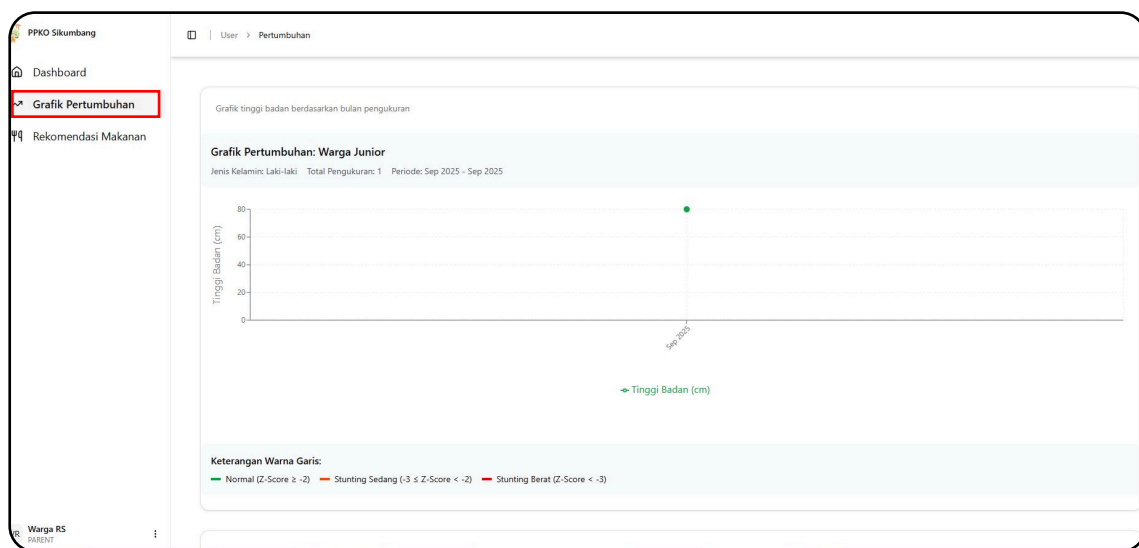 PPKO Sikumbang
User > Pertumbuhan
Dashboard
Grafik Pertumbuhan
Rekomendasi Makanan
Grafik tinggi badan berdasarkan bulan pengukuran
Grafik Pertumbuhan: Warga Junior
Jenis Kelamin: Laki-laki Total Pengukuran: 1 Periode: Sep 2025 - Sep 2025
Tinggi Badan (cm)
80
60
40
20
0
Sep 2025
Tinggi Badan (cm)
Keterangan Warna Garis:
Normal (Z-Score ≥ -2) Stunting Sedang (-3 ≤ Z-Score < -2) Stunting Berat (Z-Score < -3)
Warga RS
PARENT